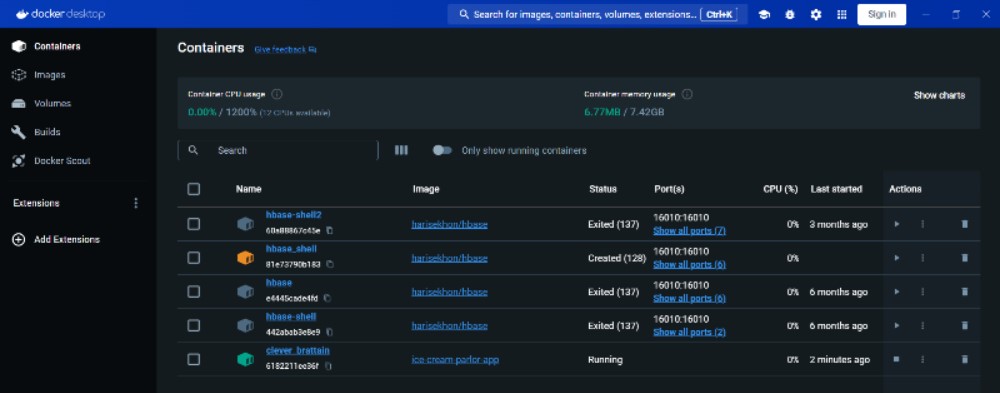 docker desktop
Search for images, containers, volumes, extensions... Ctrl+K
Sign in
Containers
Images
Volumes
Builds
Docker Scout
Extensions
Add Extensions
Containers Give feedback
Container CPU usage
0.00% / 1200% (12 CPUs available)
Container memory usage
6.77MB / 7.42GB
Show charts
Search
Only show running containers
Name Image Status Port(s) CPU (%) Last started Actions
hbase-shell2
60a88867c45e
harisekhon/hbase Exited (137)
16010:16010
Show all ports (7)
0% 3 months ago
hbase_shell
81e73790b183
harisekhon/hbase Created (128)
16010:16010
Show all ports (6)
0%
hbase
e4445cade4fd
harisekhon/hbase Exited (137)
16010:16010
Show all ports (6)
0% 6 months ago
hbase-shell
442abab3e8e9
harisekhon/hbase Exited (137)
16010:16010
Show all ports (2)
0% 6 months ago
clever_brattain
6182211ee36f
ice-cream-parlor-app Running 0% 2 minutes ago